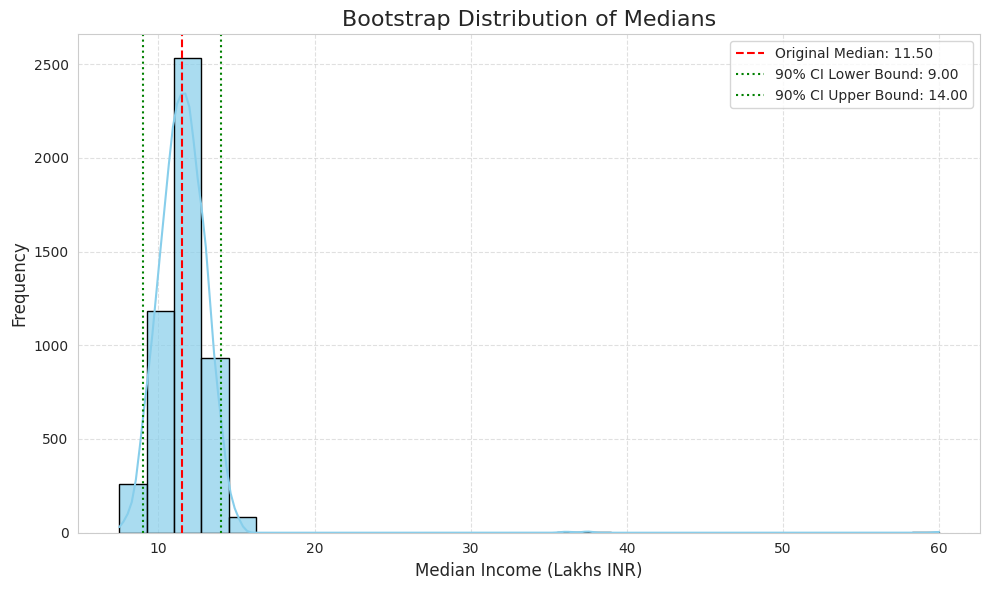 Bootstrap Distribution of Medians
Original Median: 11.50
90% CI Lower Bound: 9.00
90% CI Upper Bound: 14.00
Frequency
2500
2000
1500
1000
500
0
10 20 30 40 50 60
Median Income (Lakhs INR)